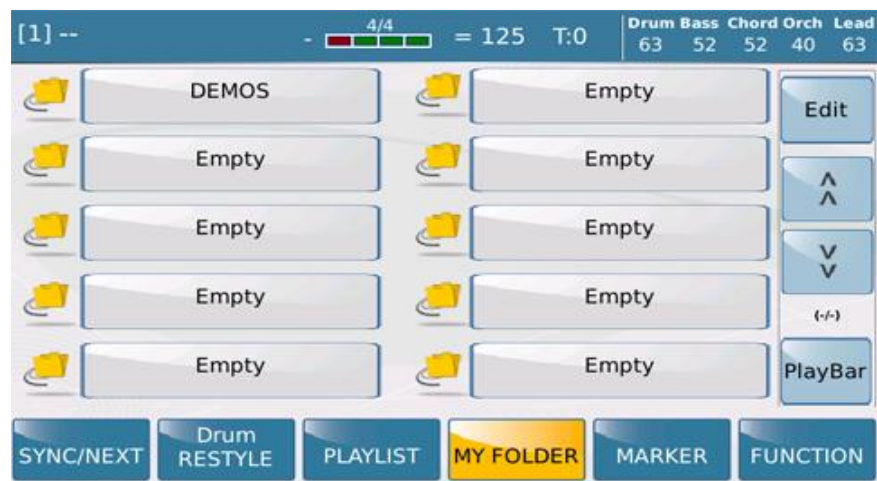 [1] -- - 4/4 = 125 T:0 Drum Bass Chord Orch Lead
63 52 52 40 63
DEMOS Empty Edit
Empty Empty
Empty Empty
Empty Empty
(-/-)
Empty Empty PlayBar
SYNC/NEXT Drum RESTYLE PLAYLIST MY FOLDER MARKER FUNCTION